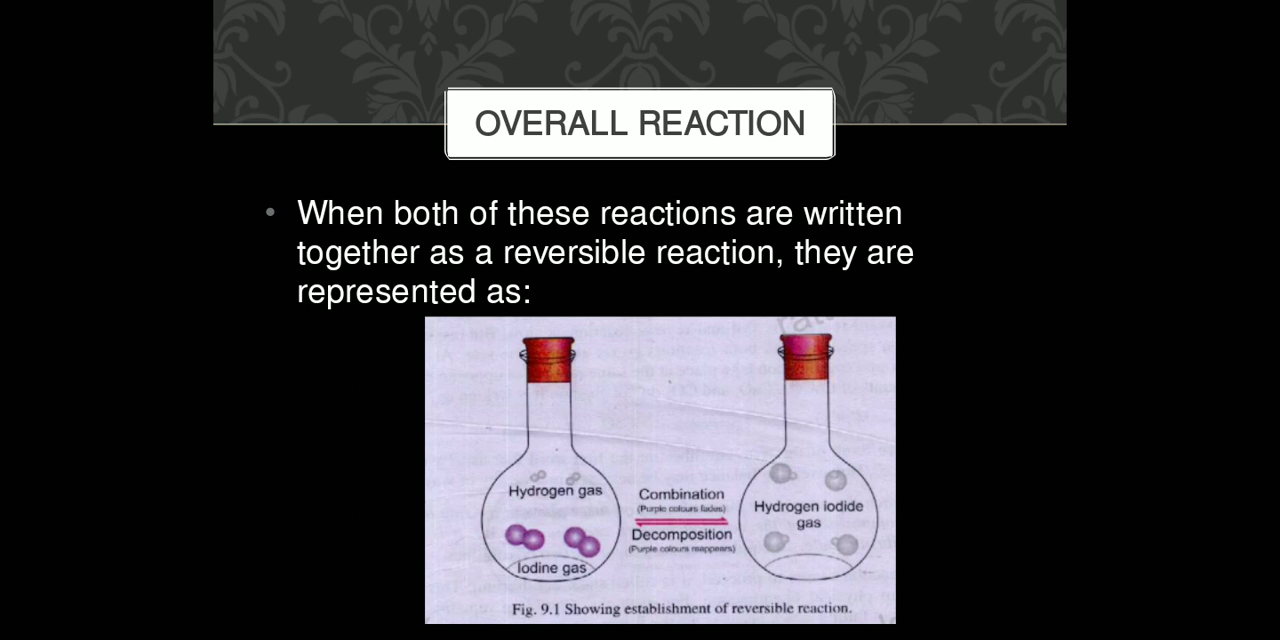 OVERALL REACTION
• When both of these reactions are written
together as a reversible reaction, they are
represented as:
Hydrogen gas
Iodine gas
Combination
(Purple colours fades)
Decomposition
(Purple colours reappears)
Hydrogen iodide
gas
Fig. 9.1 Showing establishment of reversible reaction.